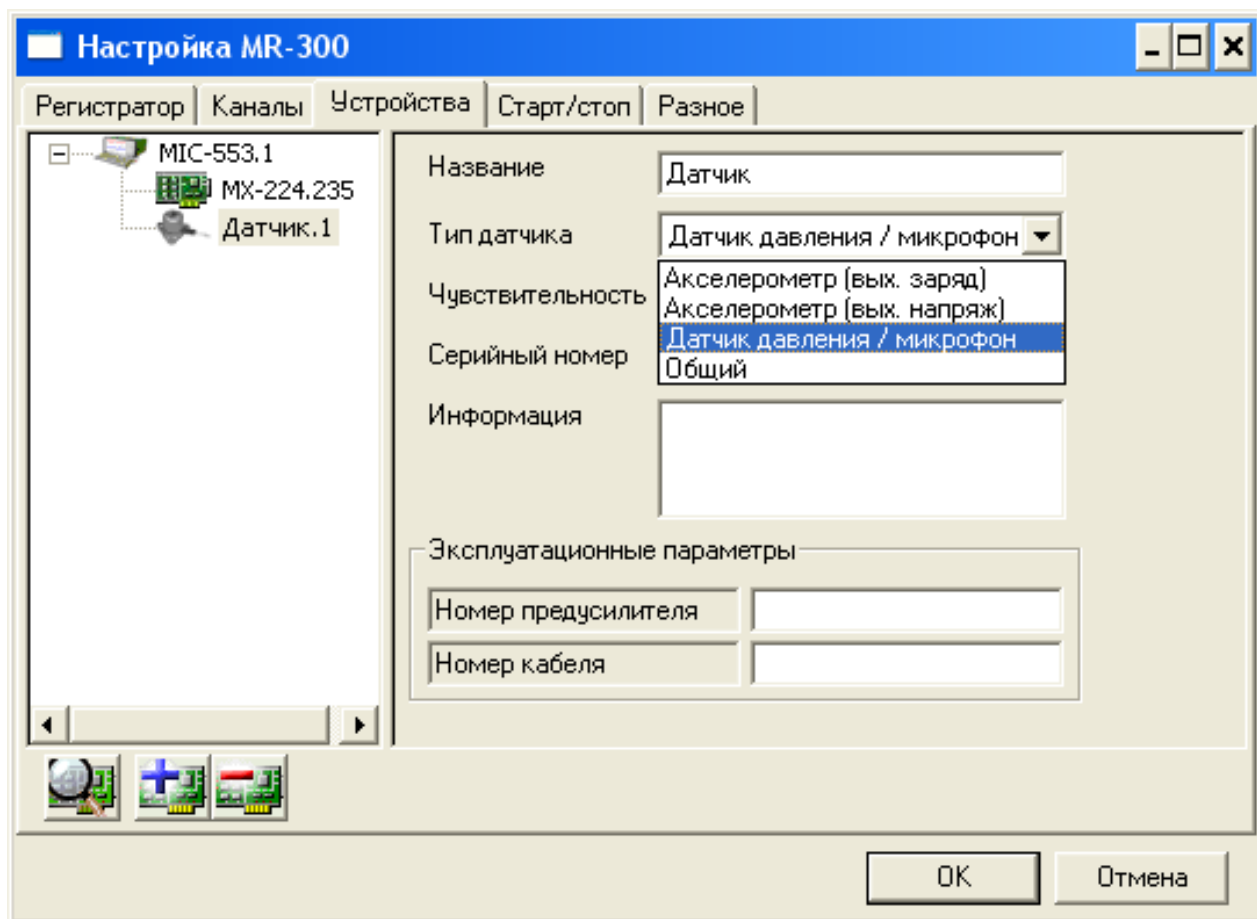 Настройка MR-300
Регистратор Каналы Устройства Старт/стоп Разное
MIC-553.1
MX-224.235
Датчик.1
Название Датчик
Тип датчика Датчик давления / микрофон
Акселерометр (вых. заряд)
Чувствительность
Акселерометр (вых. напряж)
Датчик давления / микрофон
Серийный номер
Общий
Информация
Эксплуатационные параметры
Номер предусилителя
Номер кабеля
OK Отмена